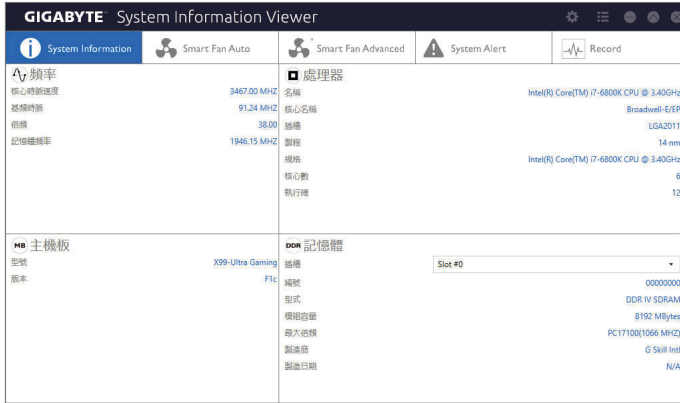 GIGABYTE™ System Information Viewer
System Information
Smart Fan Auto
Smart Fan Advanced
System Alert
Record
頻率
核心時脈速度 3467.00 MHZ
基頻時脈 91.24 MHZ
倍頻 38.00
記憶體頻率 1946.15 MHZ
處理器
名稱 Intel(R) Core(TM) i7-6800K CPU @ 3.40GHz
核心名稱 Broadwell-E/EP
插槽 LGA2011
製程 14 nm
規格 Intel(R) Core(TM) i7-6800K CPU @ 3.40GHz
核心數 6
執行緒 12
MB 主機板
型號 X99-Ultra Gaming
版本 F1c
DDR 記憶體
插槽 Slot #0
編號 00000000
型式 DDR IV SDRAM
模組容量 8192 MBytes
最大倍頻 PC17100(1066 MHZ)
製造商 G Skill Intl
製造日期 N/A